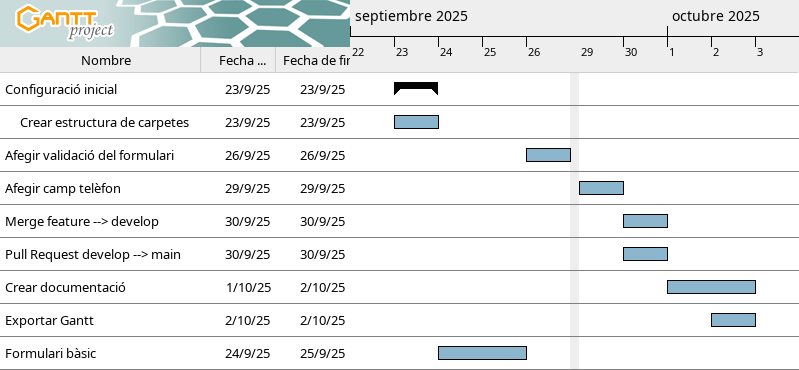 GANTT
project
septiembre 2025
octubre 2025
22 23 24 25 26 29 30 1 2 3
Nombre Fecha ... Fecha de fin
Configuració inicial 23/9/25 23/9/25
Crear estructura de carpetes 23/9/25 23/9/25
Afegir validació del formulari 26/9/25 26/9/25
Afegir camp telèfon 29/9/25 29/9/25
Merge feature --> develop 30/9/25 30/9/25
Pull Request develop --> main 30/9/25 30/9/25
Crear documentació 1/10/25 2/10/25
Exportar Gantt 2/10/25 2/10/25
Formulari bàsic 24/9/25 25/9/25